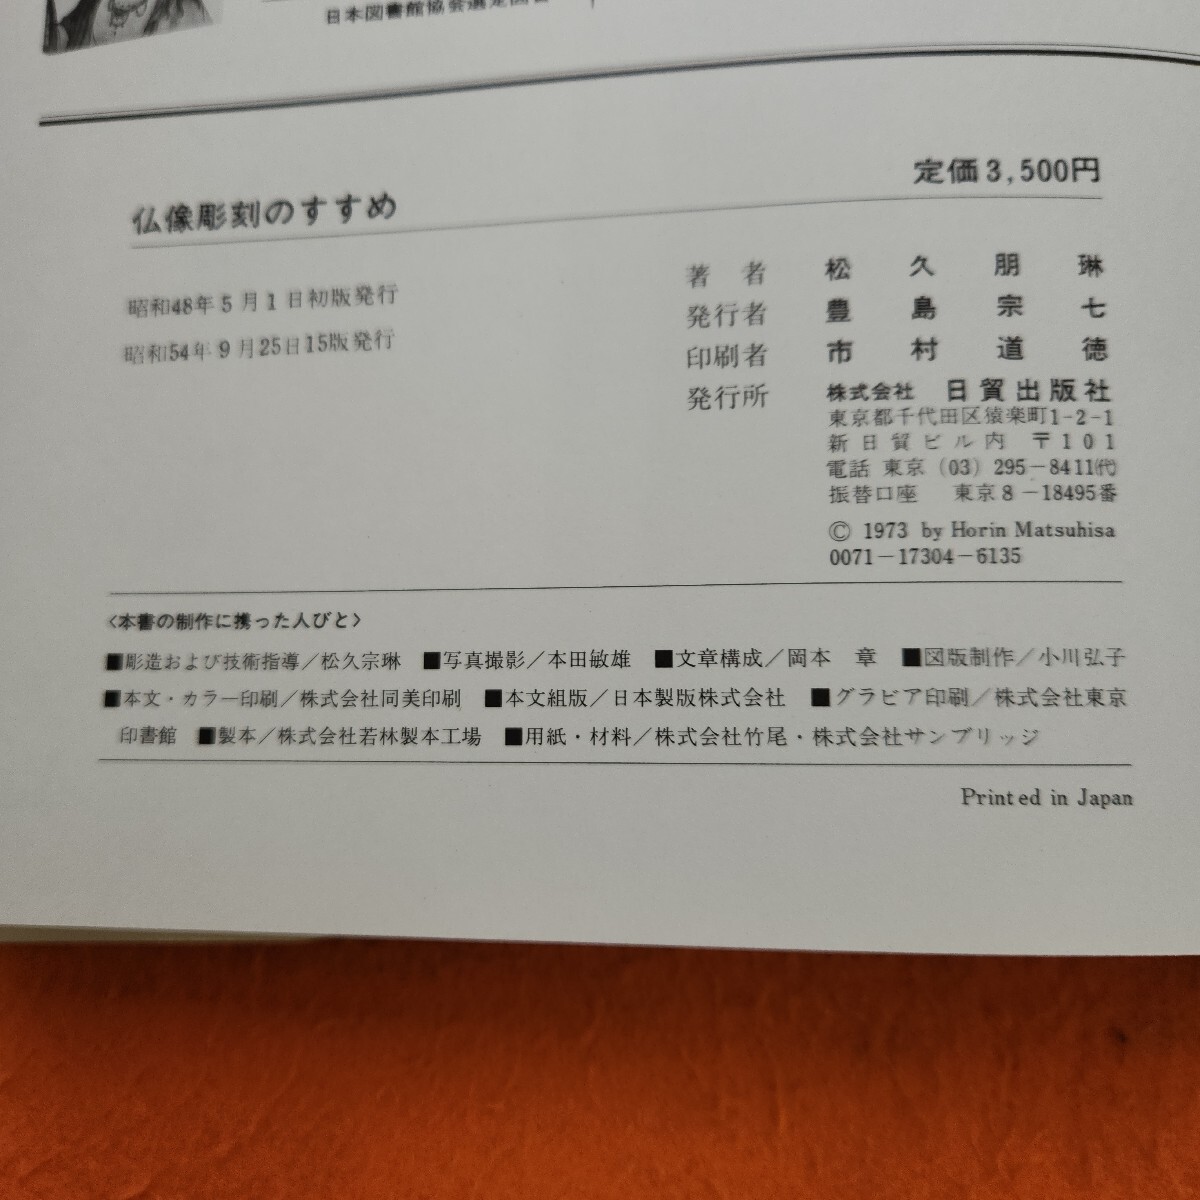 日本図書館協会選定図書
定価3,500円
仏像彫刻のすすめ
昭和48年5月1日初版発行
昭和54年9月25日15版発行
著者 松久朋琳
発行者 豊島宗七
印刷者 市村道徳
発行所 株式会社 日貿出版社
東京都千代田区猿楽町1-2-1
新日貿ビル内 〒101
電話 東京 (03) 295-8411㈹
振替口座 東京8-18495番
© 1973 by Horin Matsuhisa
0071-17304-6135
〈本書の制作に携った人びと〉
■彫造および技術指導/松久宗琳 ■写真撮影/本田敏雄 ■文章構成/岡本 章 ■図版制作/小川弘子
■本文・カラー印刷/株式会社同美印刷 ■本文組版/日本製版株式会社 ■グラビア印刷/株式会社東京
印書館 ■製本/株式会社若林製本工場 ■用紙・材料/株式会社竹尾・株式会社サンブリッジ
Printed in Japan